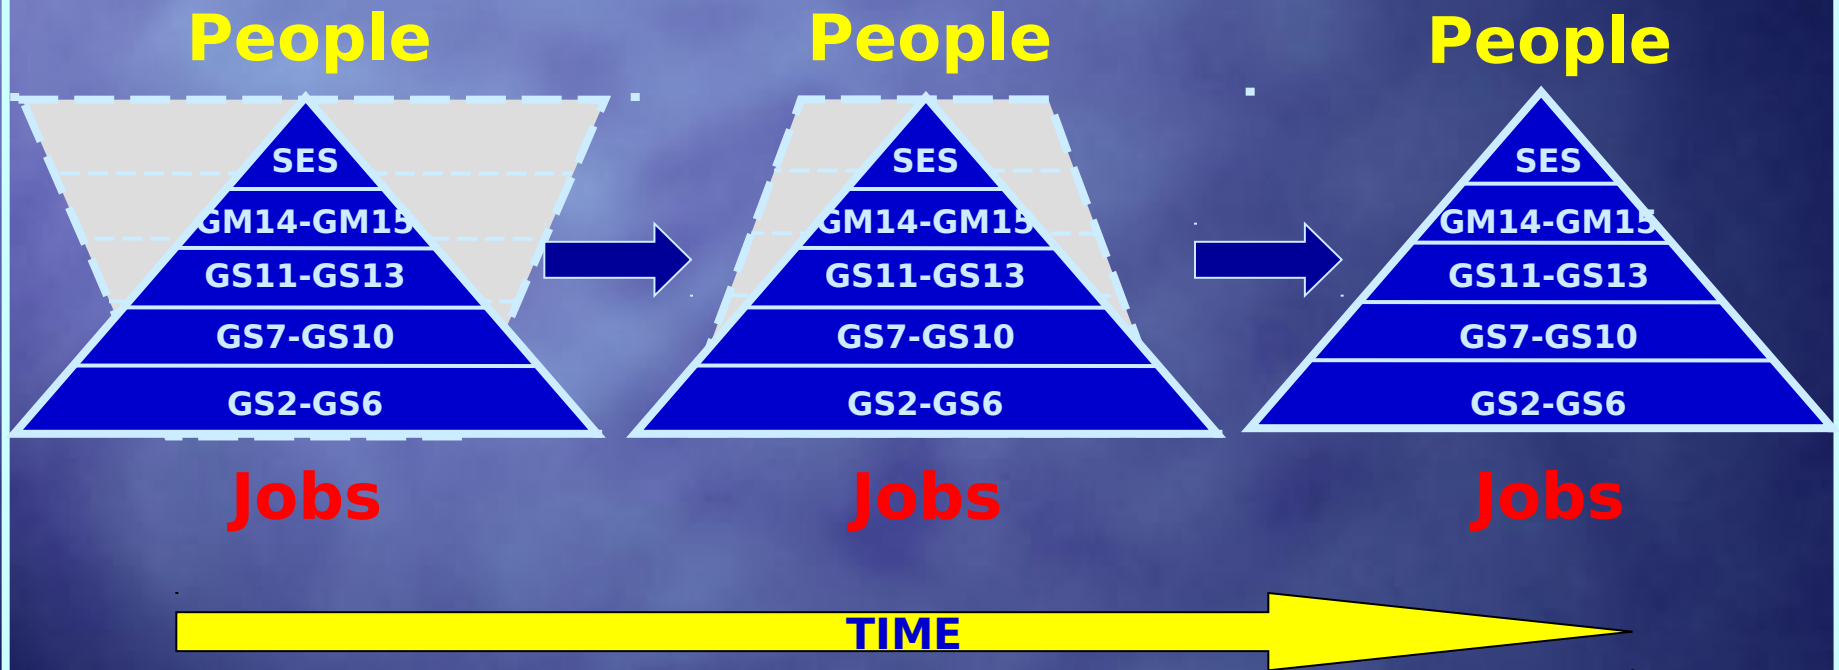 People People People
SES SES SES
GM14-GM15 GM14-GM15 GM14-GM15
GS11-GS13 GS11-GS13 GS11-GS13
GS7-GS10 GS7-GS10 GS7-GS10
GS2-GS6 GS2-GS6 GS2-GS6
Jobs Jobs Jobs
TIME